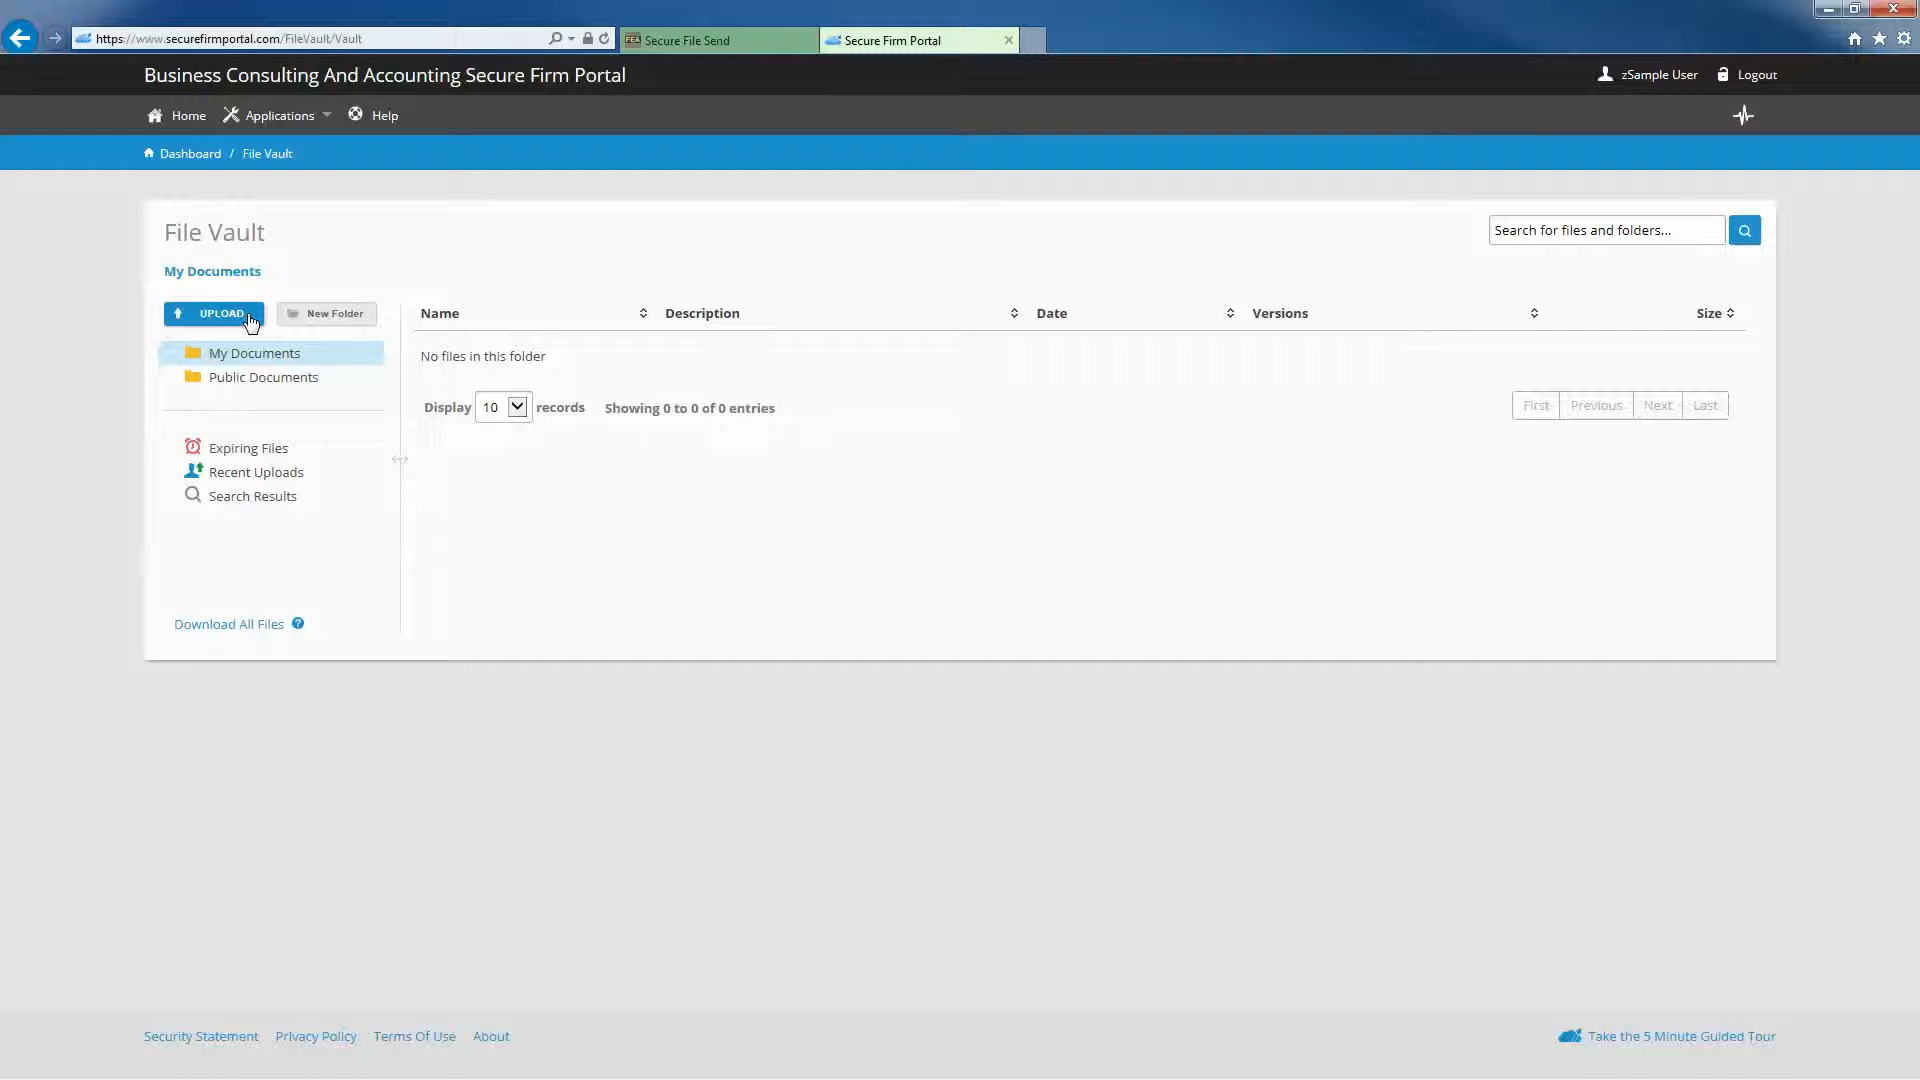 https://www.securefirmportal.com/FileVault/Vault
FEA Secure File Send
Secure Firm Portal
Business Consulting And Accounting Secure Firm Portal
zSample User
Logout
Home
Applications
Help
Dashboard / File Vault
File Vault
Search for files and folders...
My Documents
UPLOAD
New Folder
Name
Description
Date
Versions
Size
My Documents
No files in this folder
Public Documents
Display 10 records
Showing 0 to 0 of 0 entries
First
Previous
Next
Last
Expiring Files
Recent Uploads
Search Results
Download All Files ?
Security Statement
Privacy Policy
Terms Of Use
About
Take the 5 Minute Guided Tour